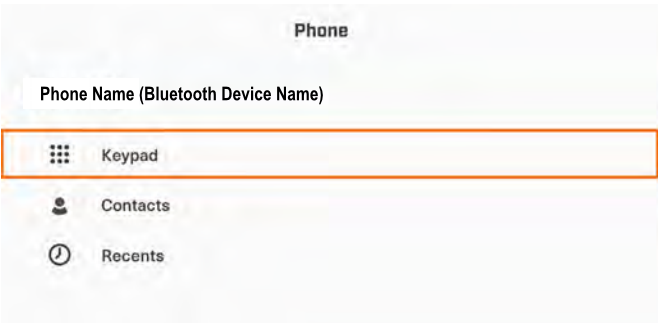 Phone
Phone Name (Bluetooth Device Name)
Keypad
Contacts
Recents